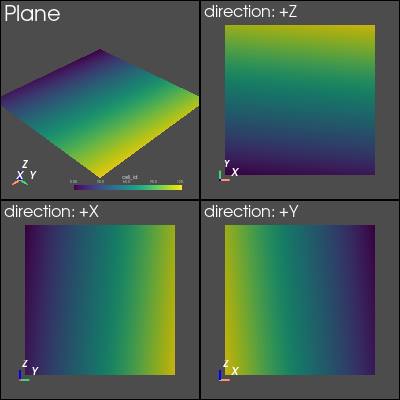 Plane
direction: +Z
Z
X Y
cell_id
Y
X
direction: +X
direction: +Y
Z
Y
Z
X